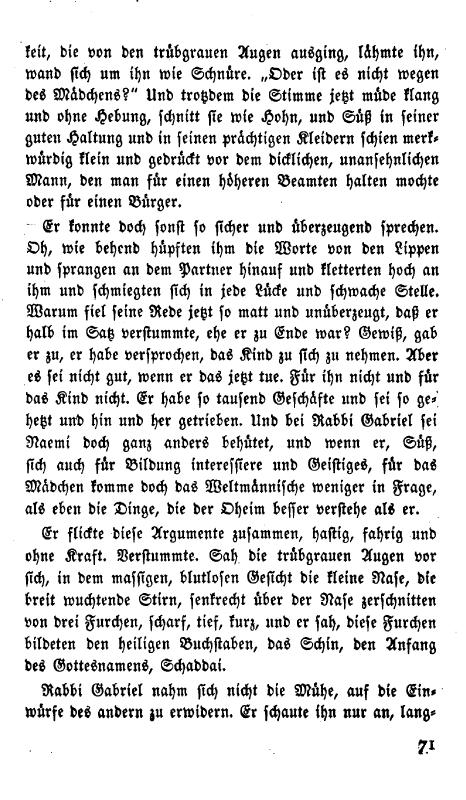 keit, die von den trübgrauen Augen ausging, lähmte ihn,
wand sich um ihn wie Schnüre. „Oder ist es nicht wegen
des Mädchens?“ Und trotzdem die Stimme jetzt müde klang
und ohne Hebung, schnitt sie wie Hohn, und Süß in seiner
guten Haltung und in seinen prächtigen Kleidern schien merk-
würdig klein und gedrückt vor dem dicklichen, unansehnlichen
Mann, den man für einen höheren Beamten halten mochte
oder für einen Bürger.
Er konnte doch sonst so sicher und überzeugend sprechen.
Oh, wie behend hüpften ihm die Worte von den Lippen
und sprangen an dem Partner hinauf und kletterten hoch an
ihm und schmiegten sich in jede Lücke und schwache Stelle.
Warum fiel seine Rede jetzt so matt und unüberzeugt, daß er
halb im Satz verstummte, ehe er zu Ende war? Gewiß, gab
er zu, er habe versprochen, das Kind zu sich zu nehmen. Aber
es sei nicht gut, wenn er das jetzt tue. Für ihn nicht und für
das Kind nicht. Er habe so tausend Geschäfte und sei so ge-
hetzt und hin und her getrieben. Und bei Rabbi Gabriel sei
Naemi doch ganz anders behütet, und wenn er, Süß,
sich auch für Bildung interessiere und Geistiges, für das
Mädchen komme doch das Weltmännische weniger in Frage,
als eben die Dinge, die der Oheim besser verstehe als er.
Er flickte diese Argumente zusammen, hastig, fahrig und
ohne Kraft. Verstummte. Sah die trübgrauen Augen vor
sich, in dem massigen, blutlosen Gesicht die kleine Nase, die
breit wuchtende Stirn, senkrecht über der Nase zerschnitten
von drei Furchen, scharf, tief, kurz, und er sah, diese Furchen
bildeten den heiligen Buchstaben, das Schin, den Anfang
des Gottesnamens, Schaddai.
Rabbi Gabriel nahm sich nicht die Mühe, auf die Ein-
würfe des andern zu erwidern. Er schaute ihn nur an, lang-
71